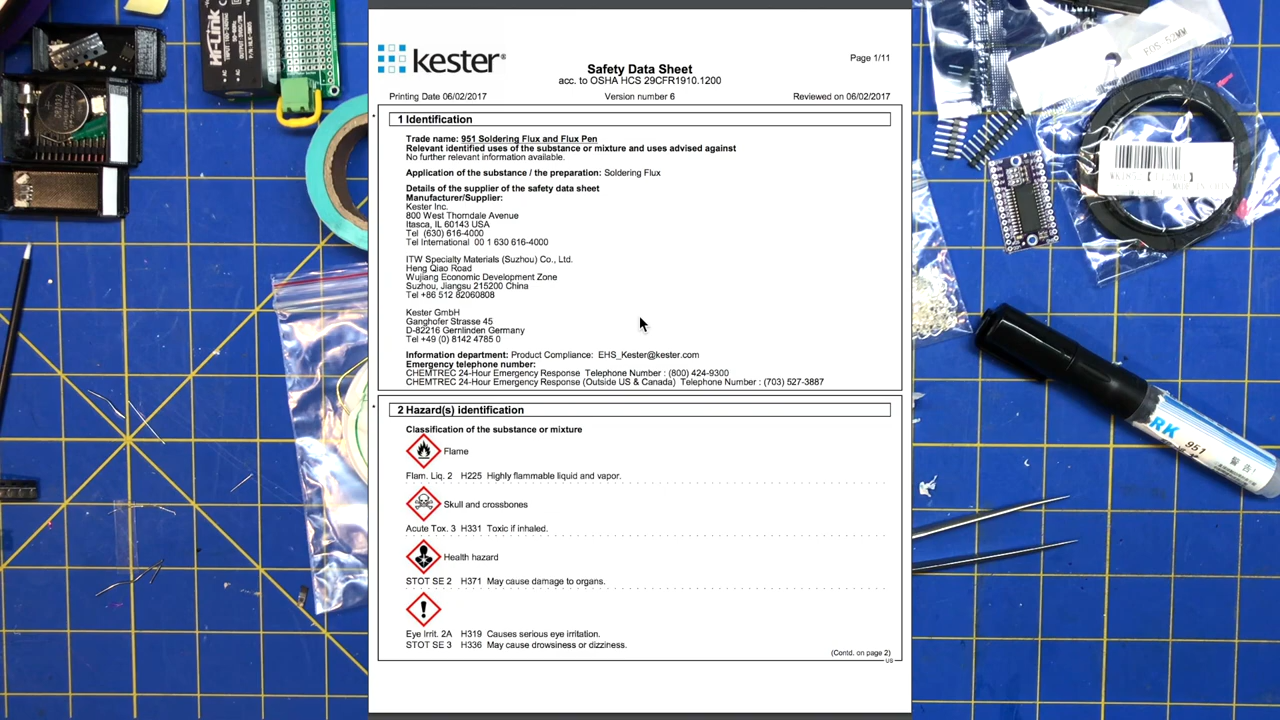 kester®
Page 1/11
Safety Data Sheet
acc. to OSHA HCS 29CFR1910.1200
Printing Date 06/02/2017 Version number 6 Reviewed on 06/02/2017
1 Identification
Trade name: 951 Soldering Flux and Flux Pen
Relevant identified uses of the substance or mixture and uses advised against
No further relevant information available.
Application of the substance / the preparation: Soldering Flux
Details of the supplier of the safety data sheet
Manufacturer/Supplier:
Kester Inc.
800 West Thorndale Avenue
Itasca, IL 60143 USA
Tel (630) 616-4000
Tel International 00 1 630 616-4000
ITW Specialty Materials (Suzhou) Co., Ltd.
Heng Qiao Road
Wujiang Economic Development Zone
Suzhou, Jiangsu 215200 China
Tel +86 512 82060808
Kester GmbH
Ganghofer Strasse 45
D-82216 Gernlinden Germany
Tel +49 (0) 8142 4785 0
Information department: Product Compliance: EHS_Kester@kester.com
Emergency telephone number:
CHEMTREC 24-Hour Emergency Response Telephone Number : (800) 424-9300
CHEMTREC 24-Hour Emergency Response (Outside US & Canada) Telephone Number : (703) 527-3887
2 Hazard(s) identification
Classification of the substance or mixture
Flame
Flam. Liq. 2 H225 Highly flammable liquid and vapor.
Skull and crossbones
Acute Tox. 3 H331 Toxic if inhaled.
Health hazard
STOT SE 2 H371 May cause damage to organs.
Eye Irrit. 2A H319 Causes serious eye irritation.
STOT SE 3 H336 May cause drowsiness or dizziness.
(Contd. on page 2)
US
Hi-Link
52MM
RK
951